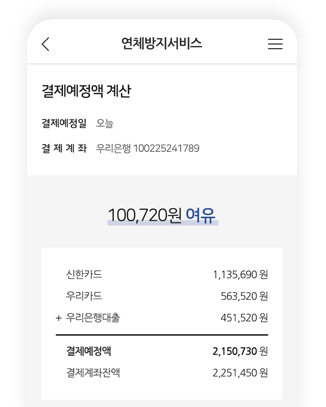 연체방지서비스
결제예정액 계산
결제예정일 오늘
결제계좌 우리은행 100225241789
100,720원 여유
신한카드 1,135,690 원
우리카드 563,520 원
+ 우리은행대출 451,520 원
결제예정액 2,150,730 원
결제계좌잔액 2,251,450 원